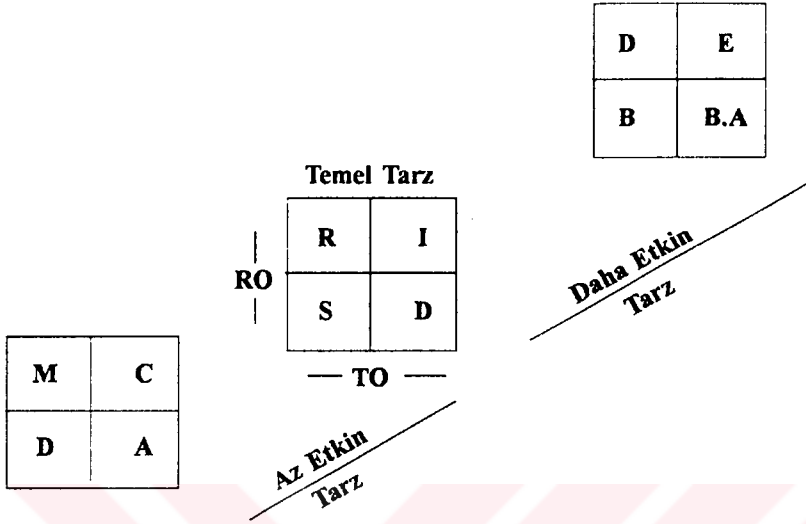 D E
B B.A
Temel Tarz
R I
RO
S D
TO
Daha Etkin
Tarz
M C
D A
Az Etkin
Tarz